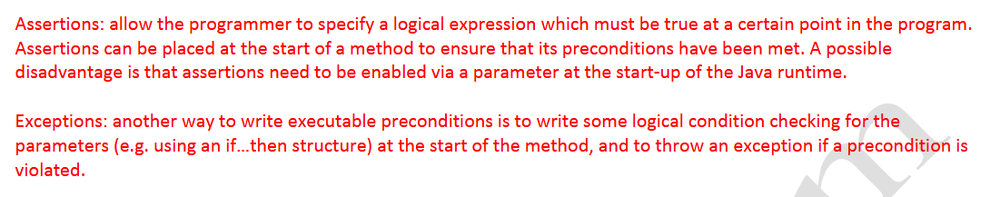 Assertions: allow the programmer to specify a logical expression which must be true at a certain point in the program.
Assertions can be placed at the start of a method to ensure that its preconditions have been met. A possible
disadvantage is that assertions need to be enabled via a parameter at the start-up of the Java runtime.
Exceptions: another way to write executable preconditions is to write some logical condition checking for the
parameters (e.g. using an if...then structure) at the start of the method, and to throw an exception if a precondition is
violated.